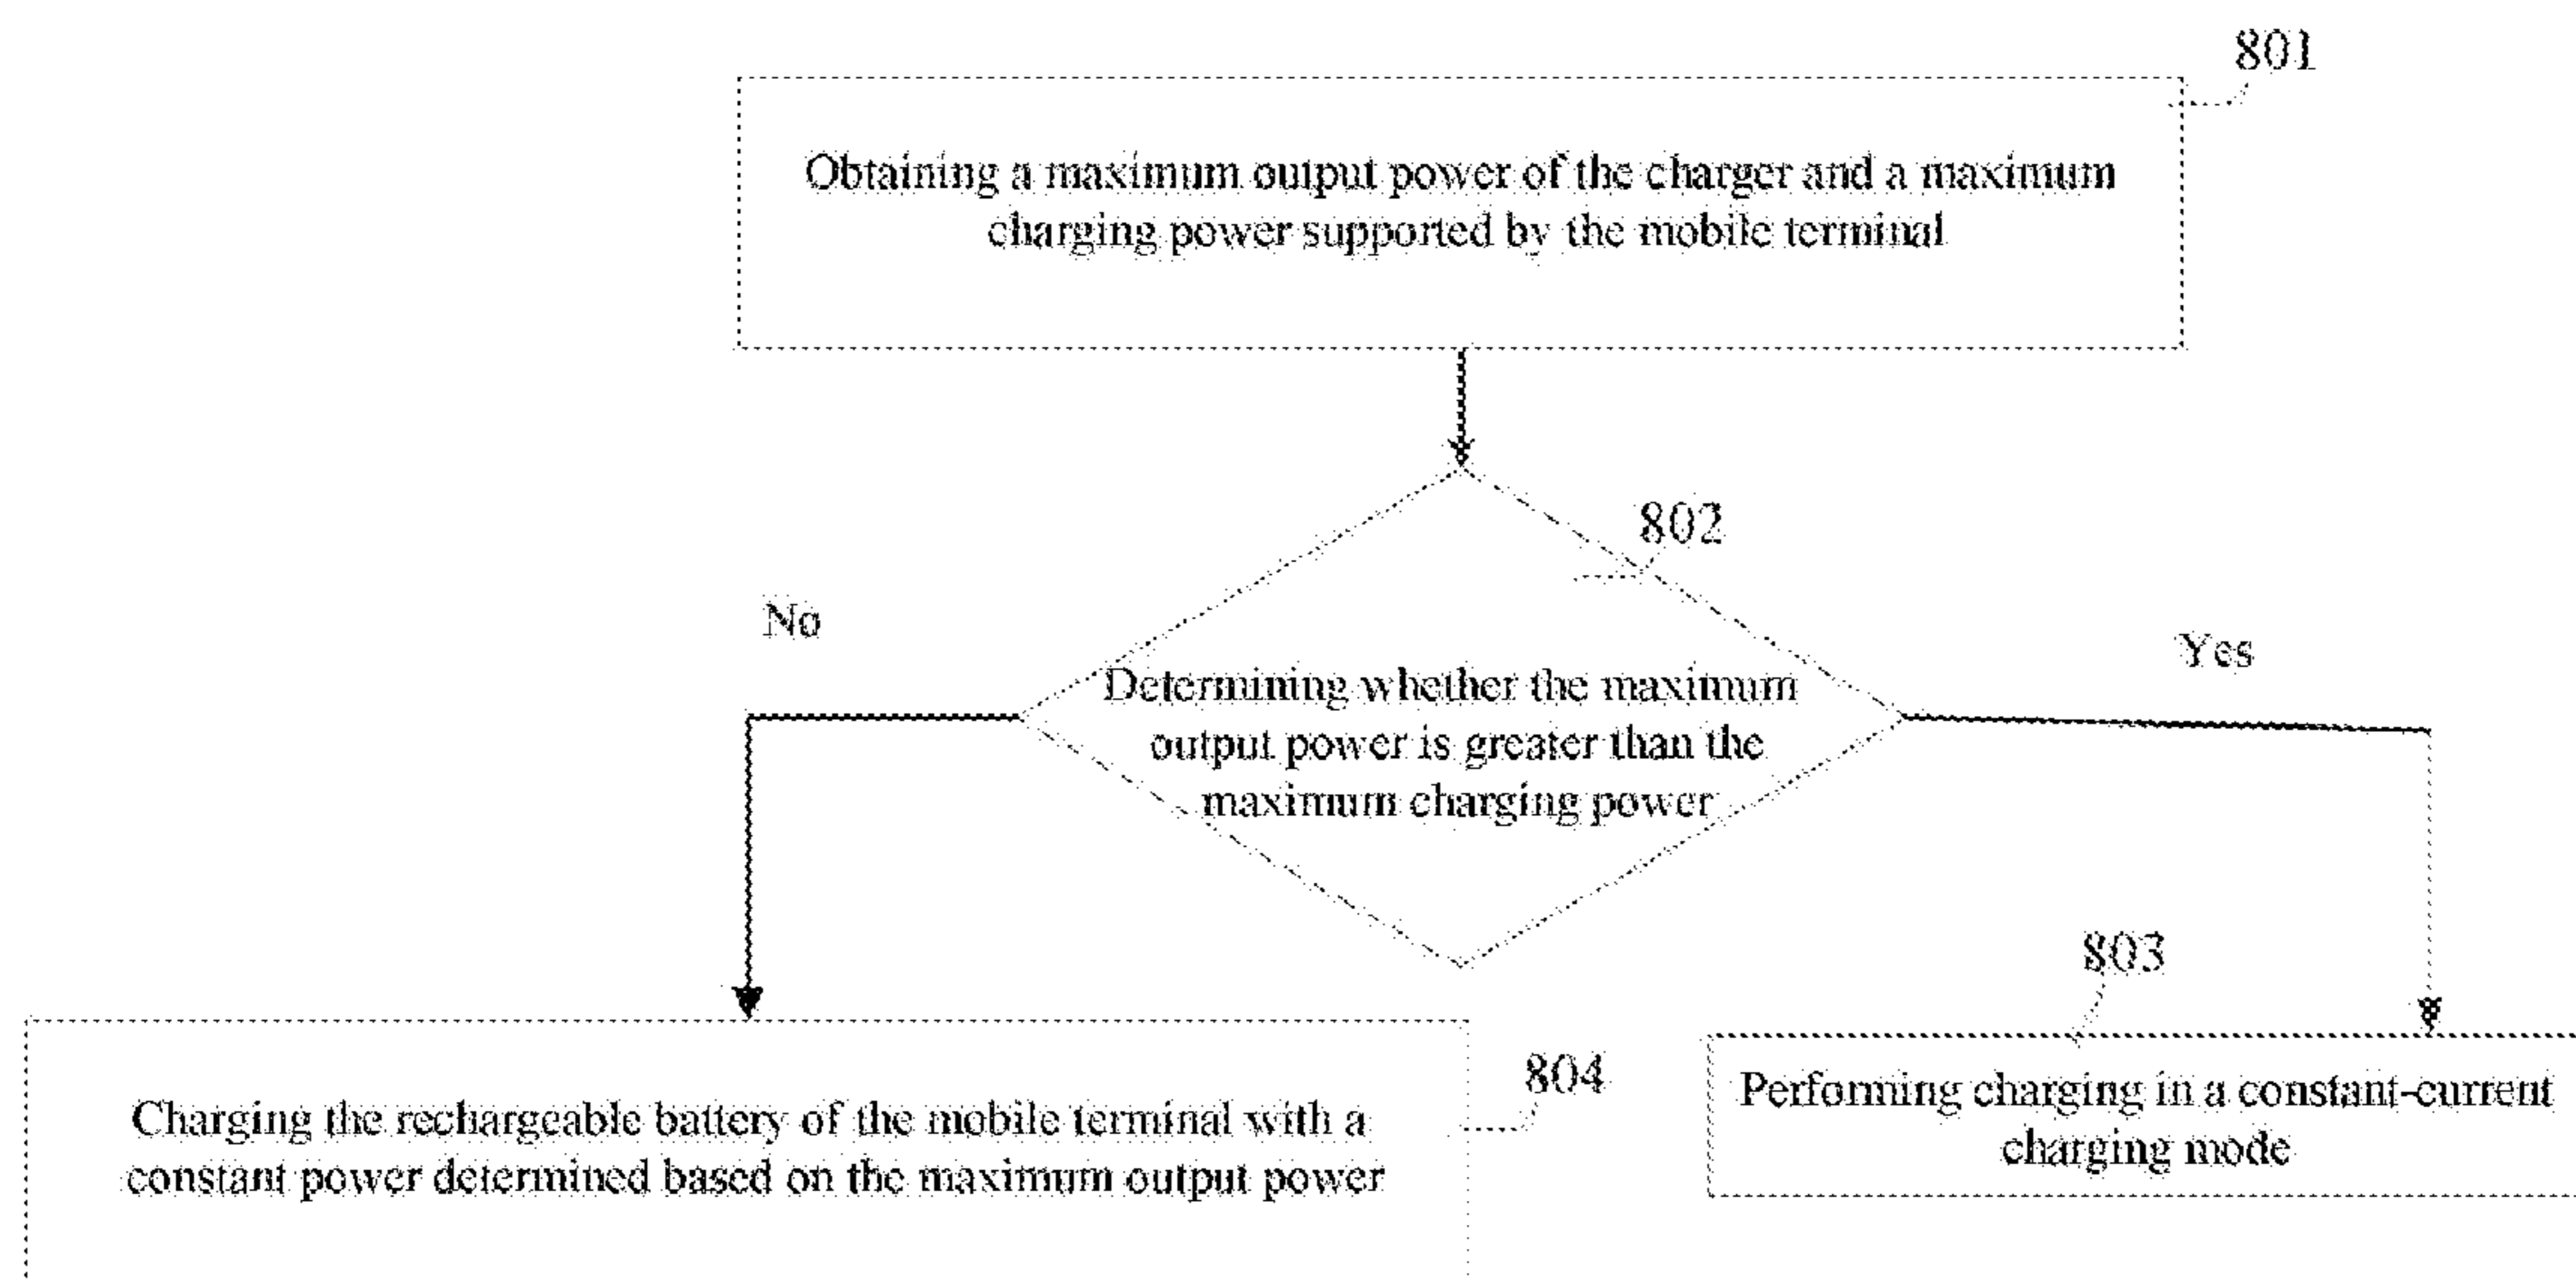 801
Obtaining a maximum output power of the charger and a maximum
charging power supported by the mobile terminal
802
No
Yes
Determining whether the maximum
output power is greater than the
maximum charging power
803
804
Performing charging in a constant-current
charging mode
Charging the rechargeable battery of the mobile terminal with a
constant power determined based on the maximum output power